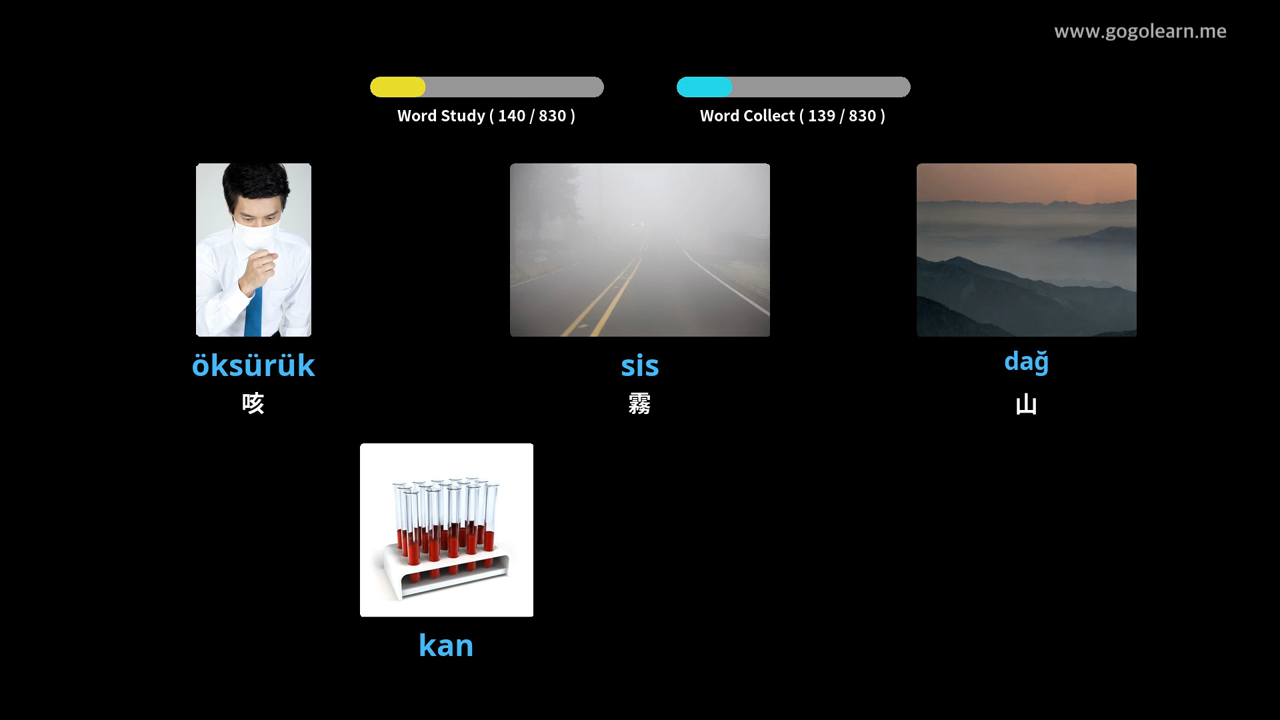 www.gogolearn.me
Word Study ( 140 / 830 )
Word Collect ( 139 / 830 )
öksürük
咳
sis
霧
dağ
山
kan